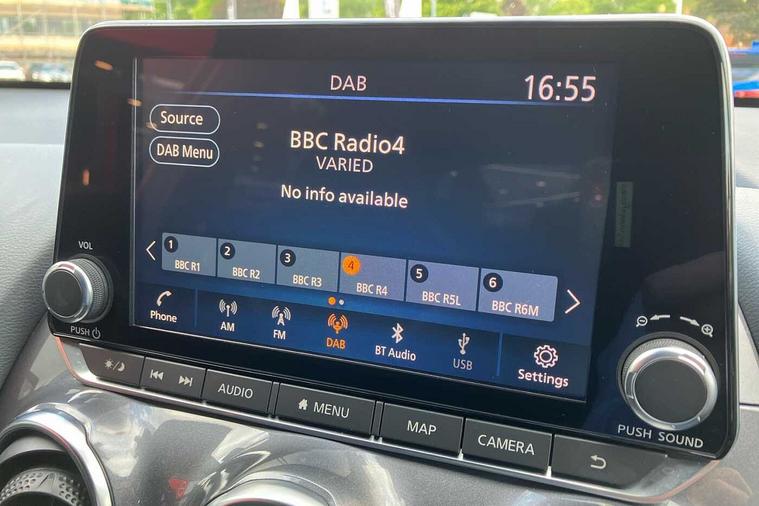 DAB
16:55
Source
DAB Menu
BBC Radio4
VARIED
No info available
1
BBC R1
2
BBC R2
3
BBC R3
4
BBC R4
5
BBC R5L
6
BBC R6M
Phone
AM
FM
DAB
BT Audio
USB
Settings
VOL
PUSH
AUDIO
MENU
MAP
CAMERA
PUSH SOUND